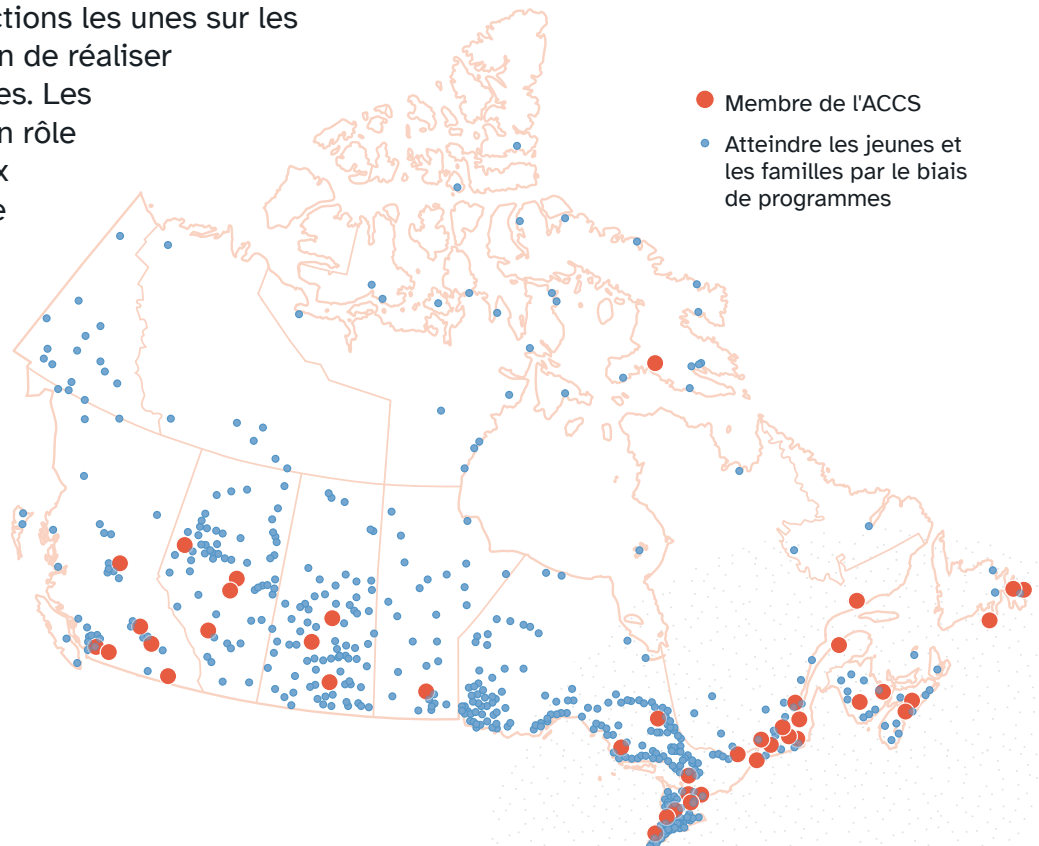 ctions les unes sur les
n de réaliser
es. Les
n rôle
x
e
Membre de l'ACCS
Atteindre les jeunes et
les familles par le biais
de programmes